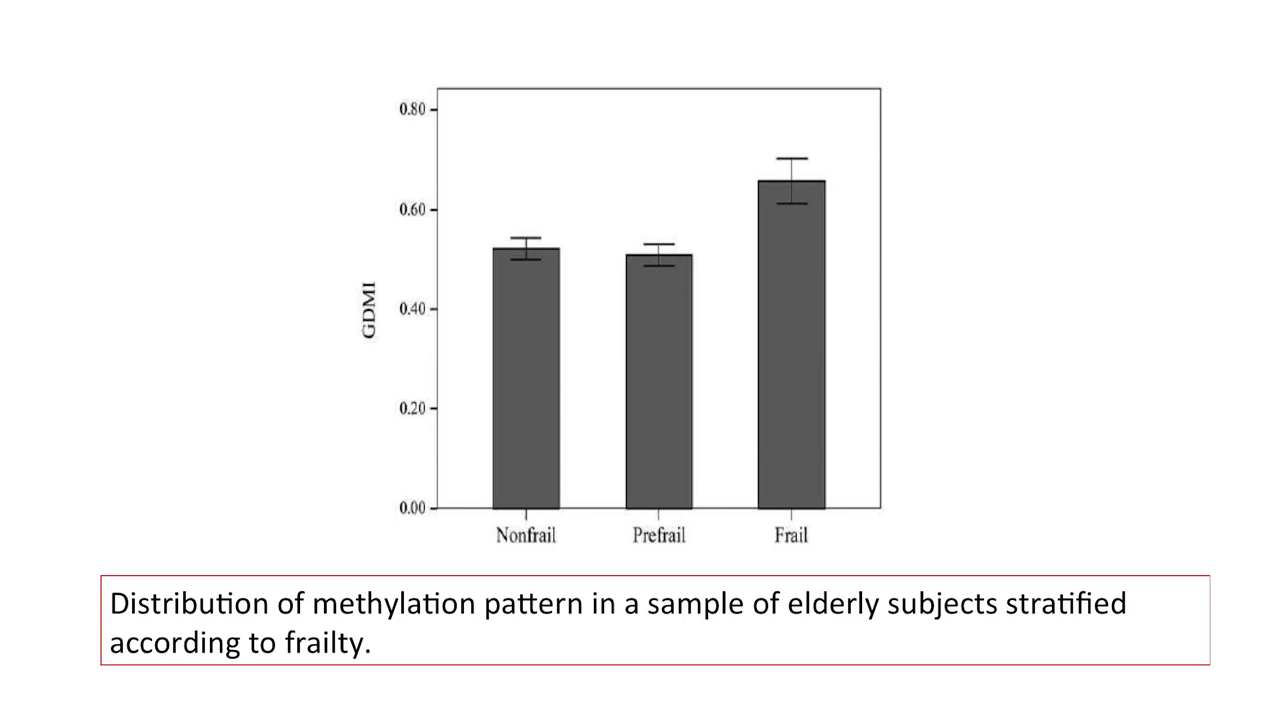 0.80
0.60
0.40
0.20
0.00
GDMI
Nonfrail Prefrail Frail
Distribution of methylation pattern in a sample of elderly subjects stratified
according to frailty.